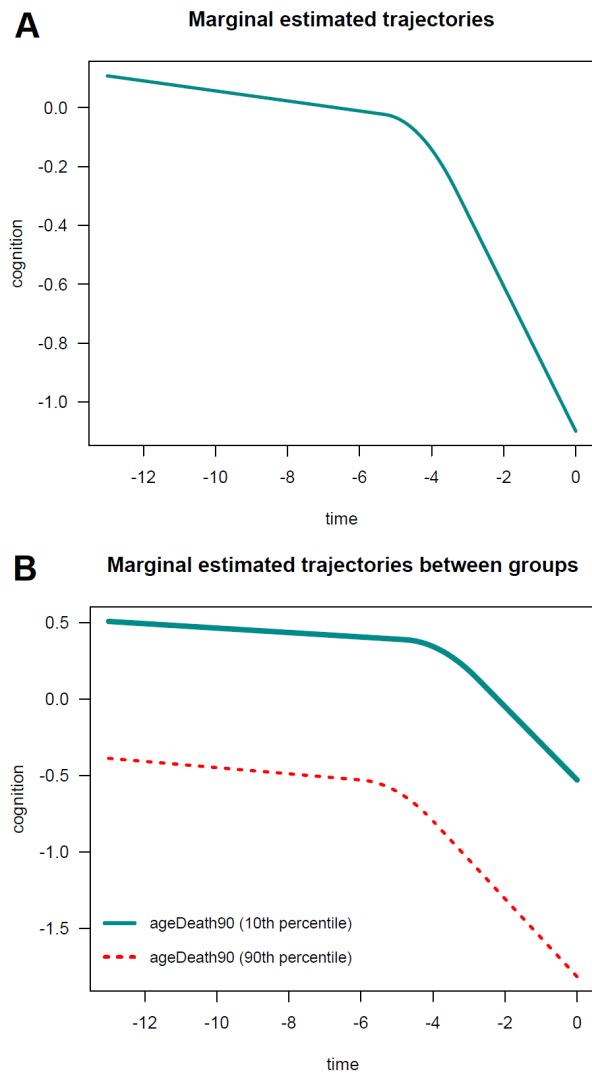 A
Marginal estimated trajectories
0.0
-0.2
-0.4
-0.6
-0.8
-1.0
cognition
-12 -10 -8 -6 -4 -2 0
time
B
Marginal estimated trajectories between groups
0.5
0.0
-0.5
-1.0
-1.5
cognition
ageDeath90 (10th percentile)
ageDeath90 (90th percentile)
-12 -10 -8 -6 -4 -2 0
time